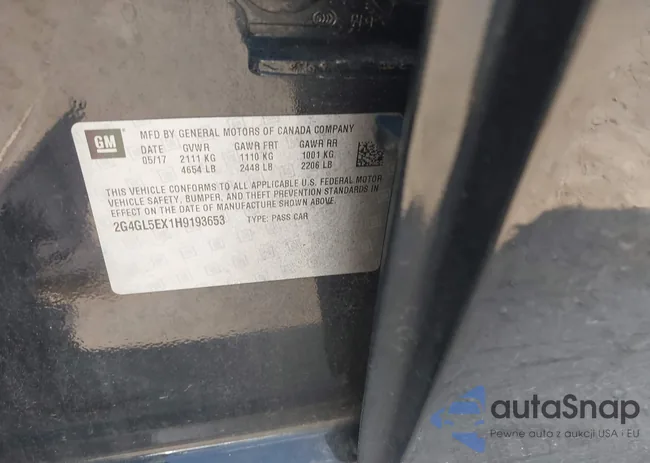 GM
MFD BY GENERAL MOTORS OF CANADA COMPANY
DATE GVWR GAWR FRT GAWR RR
05/17 2111 KG 1110 KG 1001 KG
4654 LB 2448 LB 2206 LB
THIS VEHICLE CONFORMS TO ALL APPLICABLE U.S. FEDERAL MOTOR
VEHICLE SAFETY, BUMPER, AND THEFT PREVENTION STANDARDS IN
EFFECT ON THE DATE OF MANUFACTURE SHOWN ABOVE.
2G4GL5EX1H9193653 TYPE: PASS CAR
autaSnap
Pewne auto z aukcji USA · EU